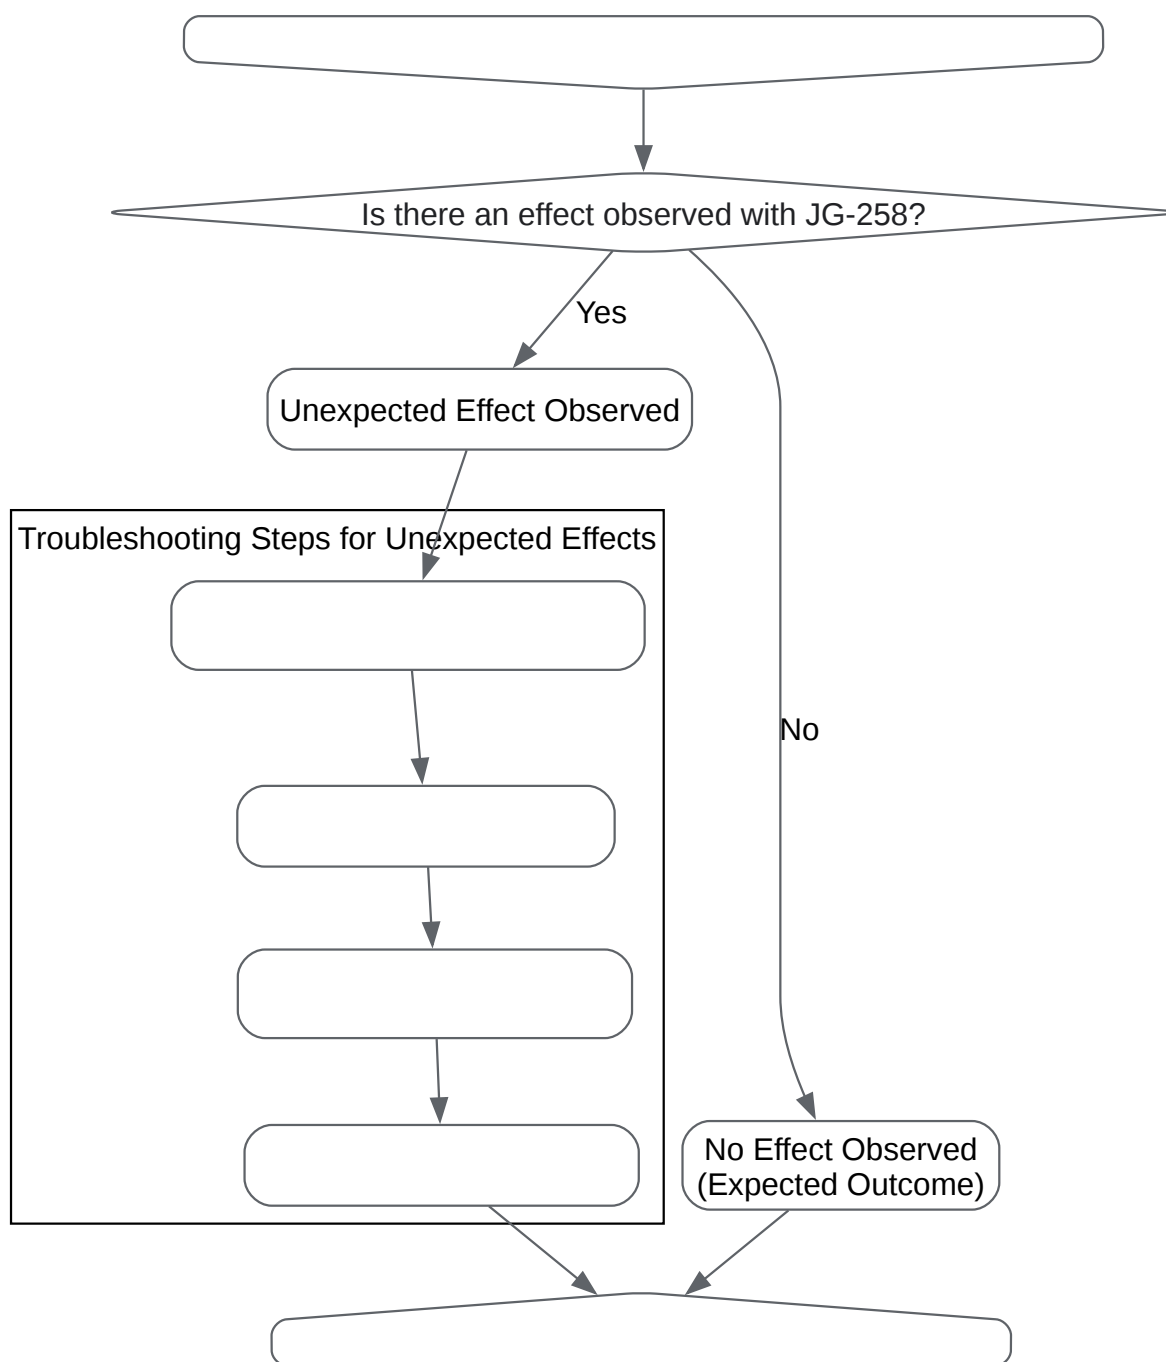 Is there an effect observed with JG-258?
Yes
Unexpected Effect Observed
Troubleshooting Steps for Unexpected Effects
No
No Effect Observed
(Expected Outcome)